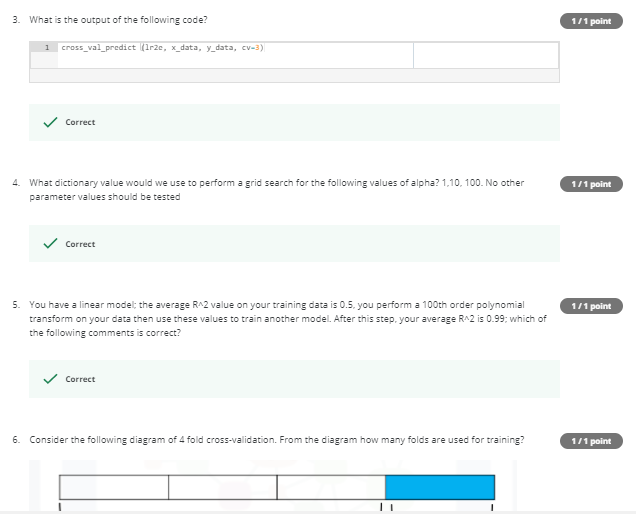 3. What is the output of the following code?
1/1 point
1 cross_val_predict (lr2e, x_data, y_data, cv=3)
Correct
4. What dictionary value would we use to perform a grid search for the following values of alpha? 1,10, 100. No other
parameter values should be tested
1/1 point
Correct
5. You have a linear model; the average R^2 value on your training data is 0.5, you perform a 100th order polynomial
transform on your data then use these values to train another model. After this step, your average R^2 is 0.99; which of
the following comments is correct?
1/1 point
Correct
6. Consider the following diagram of 4 fold cross-validation. From the diagram how many folds are used for training?
1/1 point